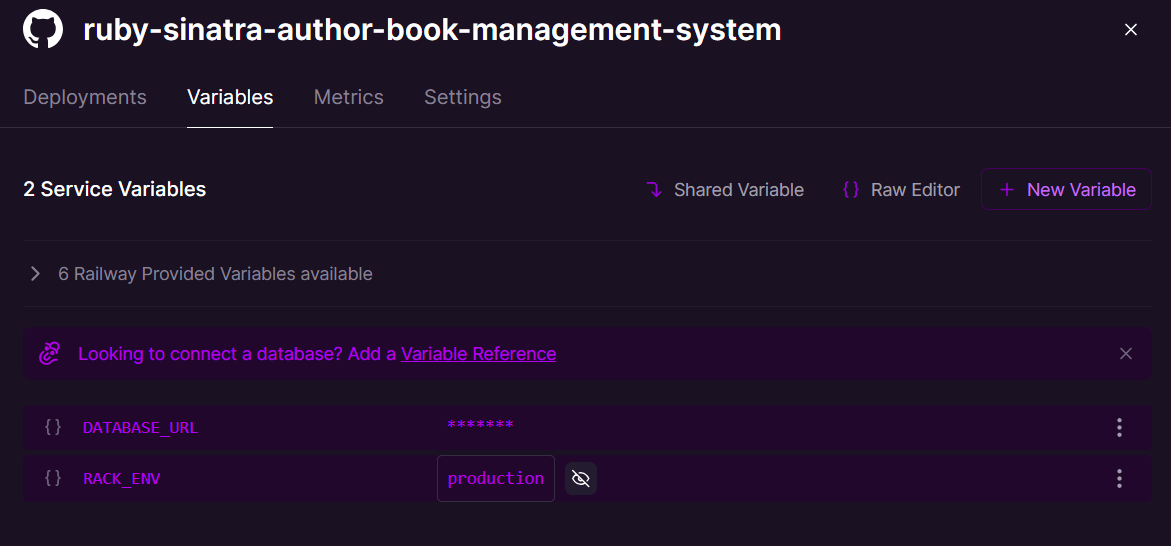 ruby-sinatra-author-book-management-system
Deployments Variables Metrics Settings
2 Service Variables Shared Variable {} Raw Editor + New Variable
6 Railway Provided Variables available
Looking to connect a database? Add a Variable Reference
{} DATABASE_URL *******
{} RACK_ENV production